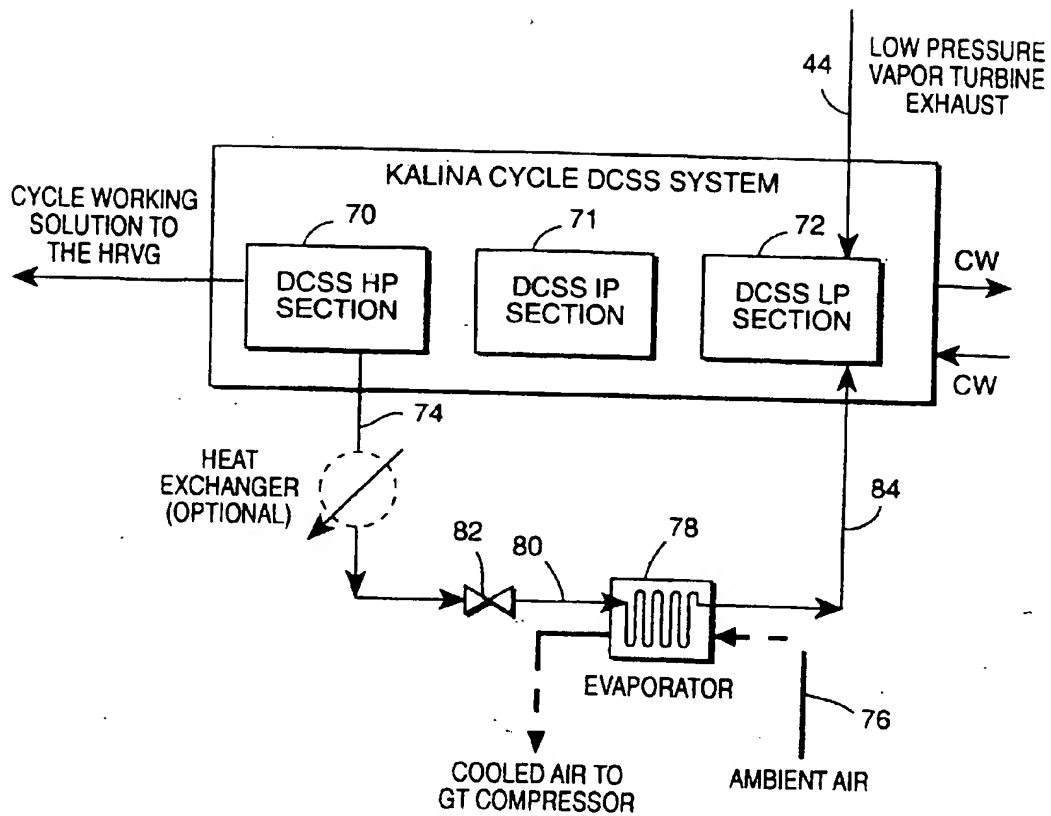 44
LOW PRESSURE
VAPOR TURBINE
EXHAUST
KALINA CYCLE DCSS SYSTEM
CYCLE WORKING
SOLUTION TO
THE HRVG
70
71
72
DCSS HP
SECTION
DCSS IP
SECTION
DCSS LP
SECTION
CW
CW
74
HEAT
EXCHANGER
(OPTIONAL)
82
80
78
84
EVAPORATOR
76
COOLED AIR TO
GT COMPRESSOR
AMBIENT AIR